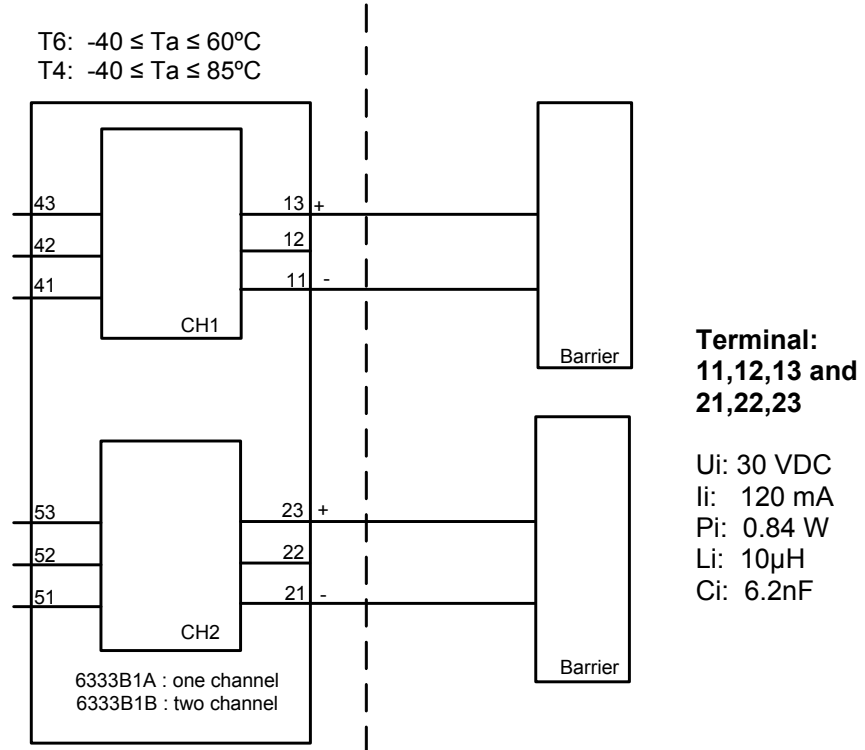 T6: -40 ≤ Ta ≤ 60ºC
T4: -40 ≤ Ta ≤ 85ºC
43
42
41
13 +
12
11 -
CH1
Barrier
53
52
51
23 +
22
21 -
CH2
Barrier
6333B1A : one channel
6333B1B : two channel
Terminal:
11,12,13 and
21,22,23
Ui: 30 VDC
Ii: 120 mA
Pi: 0.84 W
Li: 10µH
Ci: 6.2nF